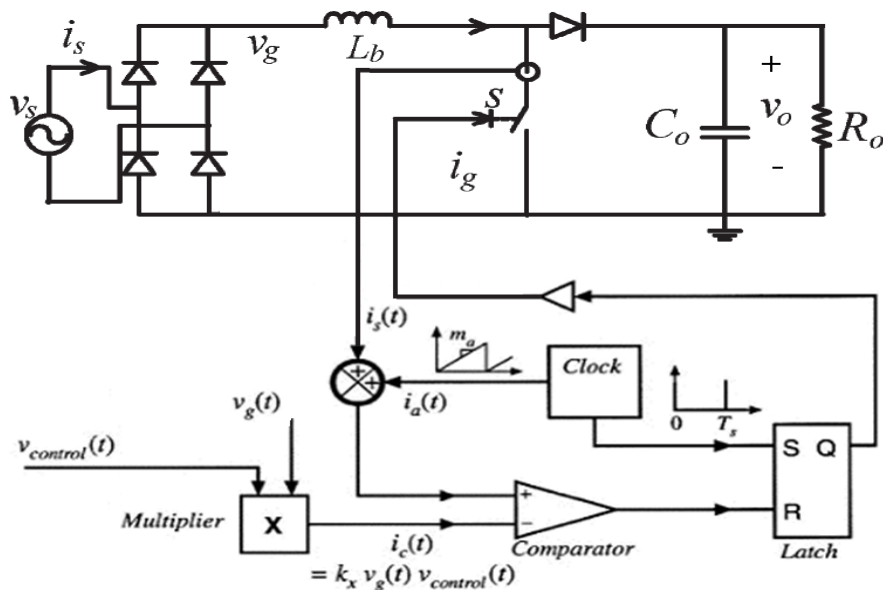 i_s
v_g
L_b
v_s
S
C_o
+
v_o
-
R_o
i_g
i_s(t)
m_a
Clock
+
+
i_a(t)
v_g(t)
0
T_s
v_control(t)
S Q
Multiplier
X
+
−
R
i_c(t)
Comparator
Latch
= k_x v_g(t) v_control(t)